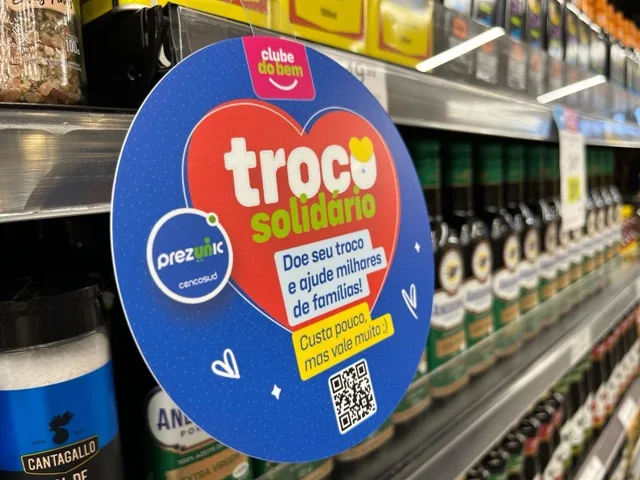 clube
do bem
troco
solidário
Doe seu troco
e ajude milhares
de famílias!
Custa pouco,
mas vale muito ;)
prezunic
cencosud
CANTAGALLO